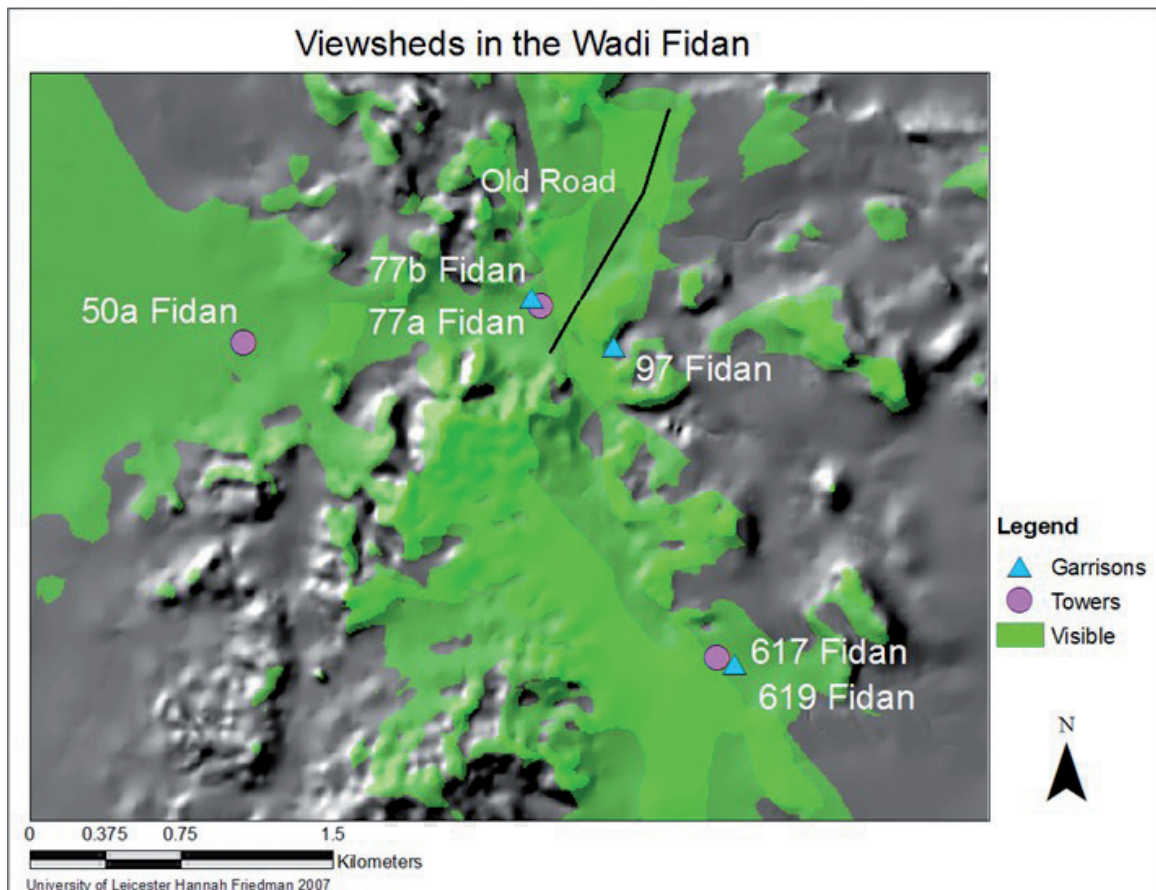 Viewsheds in the Wadi Fidan
Old Road
77b Fidan
50a Fidan
77a Fidan
97 Fidan
617 Fidan
619 Fidan
Legend
Garrisons
Towers
Visible
N
0 0.375 0.75 1.5
Kilometers
University of Leicester Hannah Friedman 2007